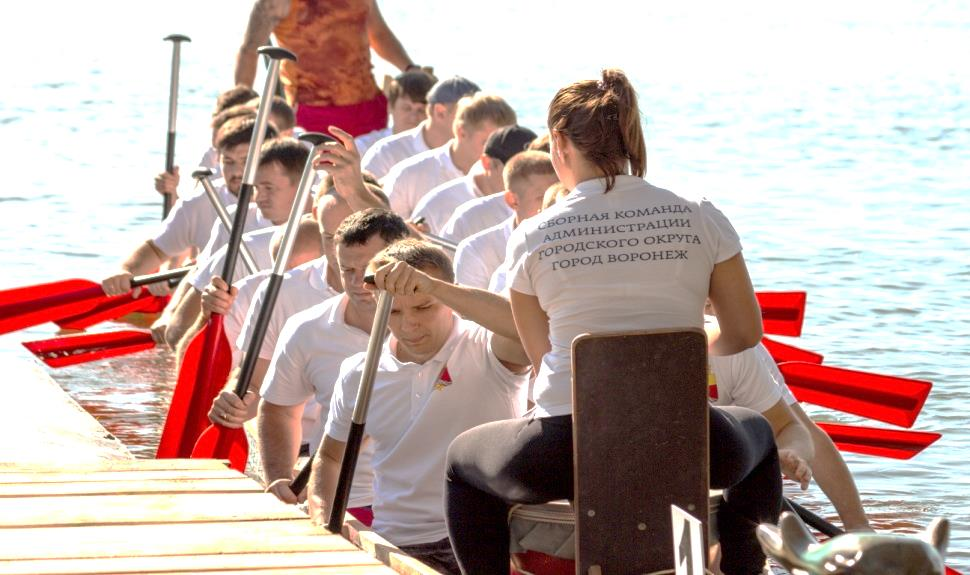 СБОРНАЯ КОМАНДА
АДМИНИСТРАЦИИ
ГОРОДСКОГО ОКРУГА
ГОРОД ВОРОНЕЖ